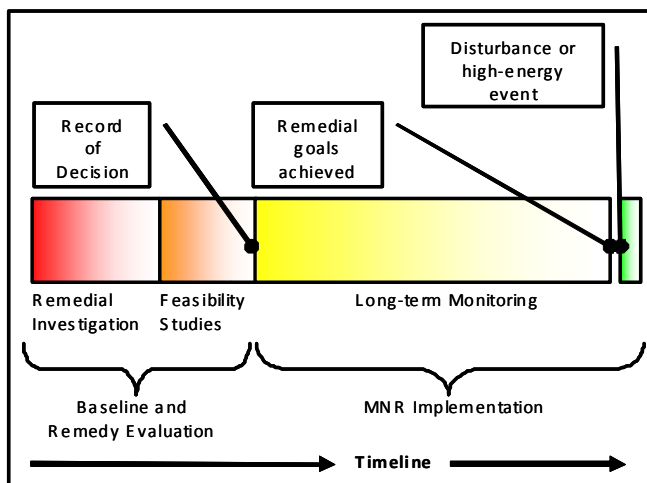 Disturbance or
high-energy
event
Record
of
Decision
Remedial
goals
achieved
Remedial
Investigation
Feasibility
Studies
Long-term Monitoring
Baseline and
Remedy Evaluation
MNR Implementation
Timeline